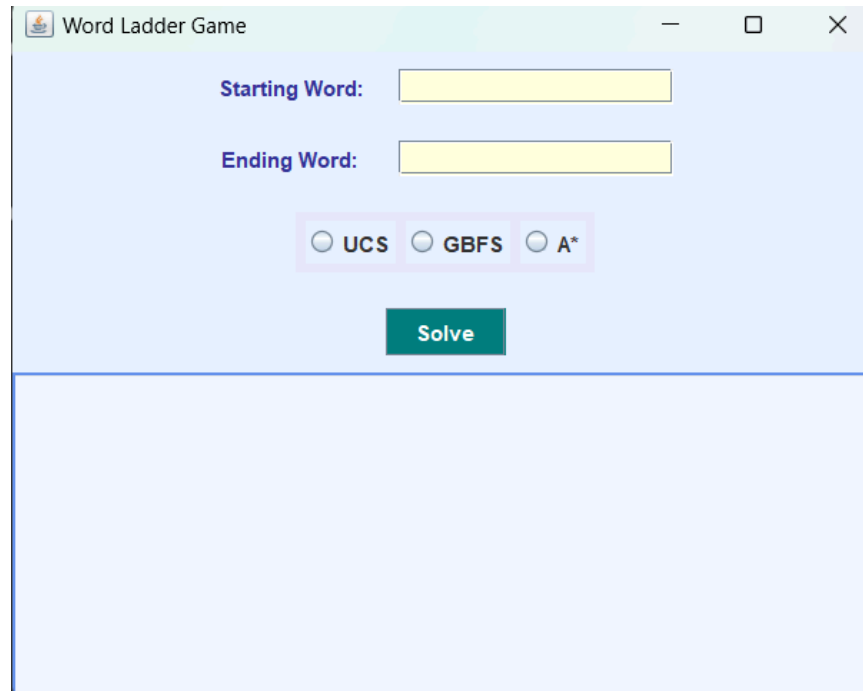 Word Ladder Game
Starting Word:
Ending Word:
UCS GBFS A*
Solve